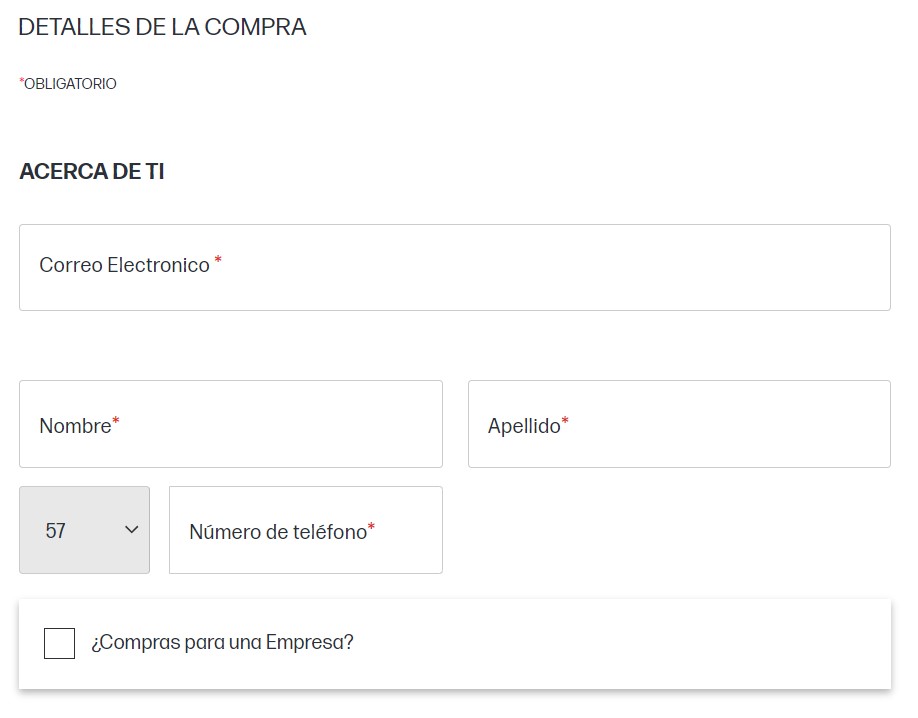 DETALLES DE LA COMPRA
*OBLIGATORIO
ACERCA DE TI
Correo Electronico *
Nombre*
Apellido*
57
Número de teléfono*
¿Compras para una Empresa?